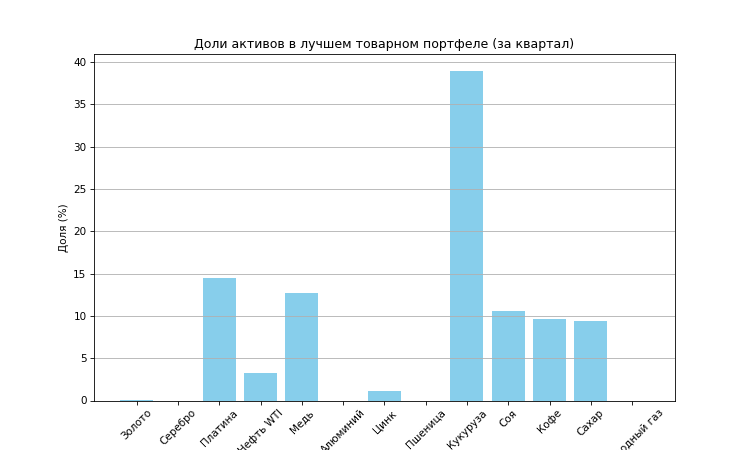 Доли активов в лучшем товарном портфеле (за квартал)
Доля (%)
40
35
30
25
20
15
10
5
0
Золото
Серебро
Платина
Нефть WTI
Медь
Алюминий
Цинк
Пшеница
Кукуруза
Соя
Кофе
Сахар
газ